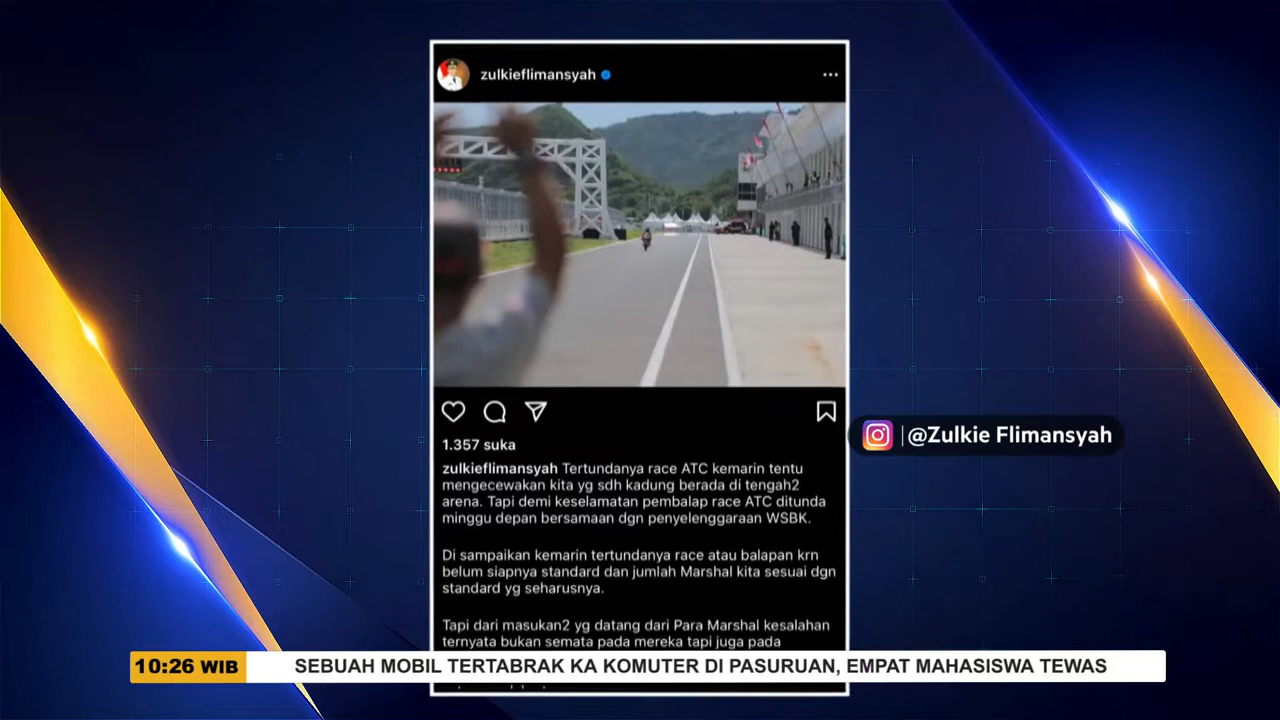 zulkieflimansyah
1.357 suka
zulkieflimansyah Tertundanya race ATC kemarin tentu
mengecewakan kita yg sdh kadung berada di tengah2
arena. Tapi demi keselamatan pembalap race ATC ditunda
minggu depan bersamaan dgn penyelenggaraan WSBK.
Di sampaikan kemarin tertundanya race atau balapan krn
belum siapnya standard dan jumlah Marshal kita sesuai dgn
standard yg seharusnya.
Tapi dari masukan2 yg datang dari Para Marshal kesalahan
ternyata bukan semata pada mereka tapi juga pada
@Zulkie Flimansyah
10:26 WIB
SEBUAH MOBIL TERTABRAK KA KOMUTER DI PASURUAN, EMPAT MAHASISWA TEWAS